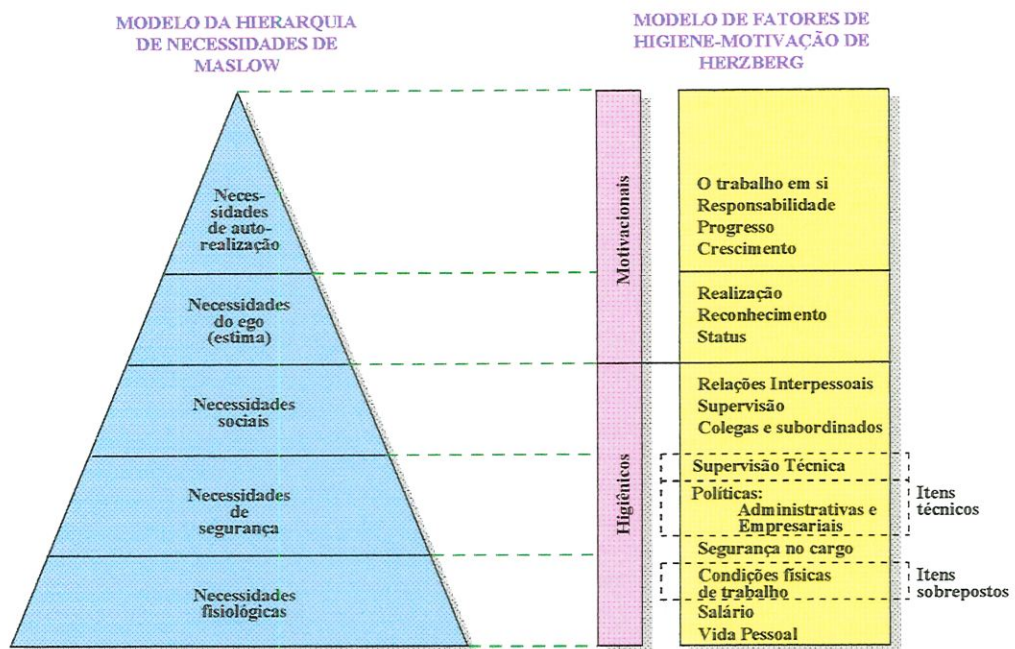 MODELO DA HIERARQUIA
DE NECESSIDADES DE
MASLOW
Neces-
sidades
de auto-
realização
Necessidades
do ego
(estima)
Necessidades
sociais
Necessidades
de
segurança
Necessidades
fisiológicas
MODELO DE FATORES DE
HIGIENE-MOTIVAÇÃO DE
HERZBERG
Motivacionais
Higiênicos
O trabalho em si
Responsabilidade
Progresso
Crescimento
Realização
Reconhecimento
Status
Relações Interpessoais
Supervisão
Colegas e subordinados
Supervisão Técnica
Políticas:
Administrativas e
Empresariais
Itens
técnicos
Segurança no cargo
Condições físicas
de trabalho
Itens
sobrepostos
Salário
Vida Pessoal